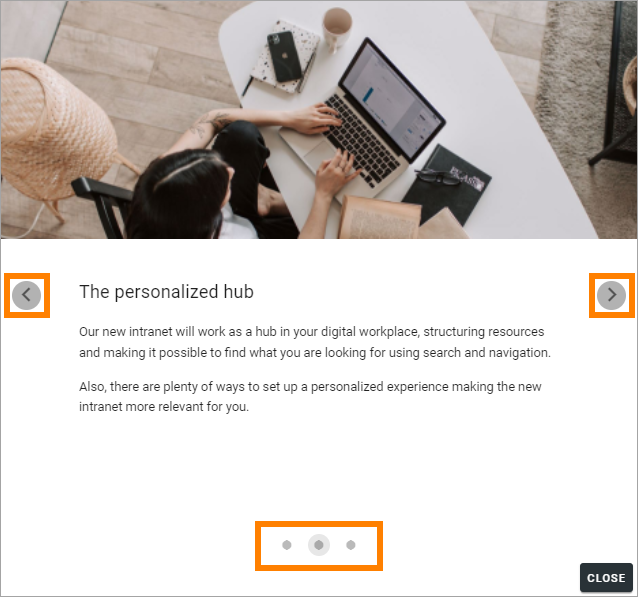 The personalized hub
Our new intranet will work as a hub in your digital workplace, structuring resources
and making it possible to find what you are looking for using search and navigation.
Also, there are plenty of ways to set up a personalized experience making the new
intranet more relevant for you.
CLOSE